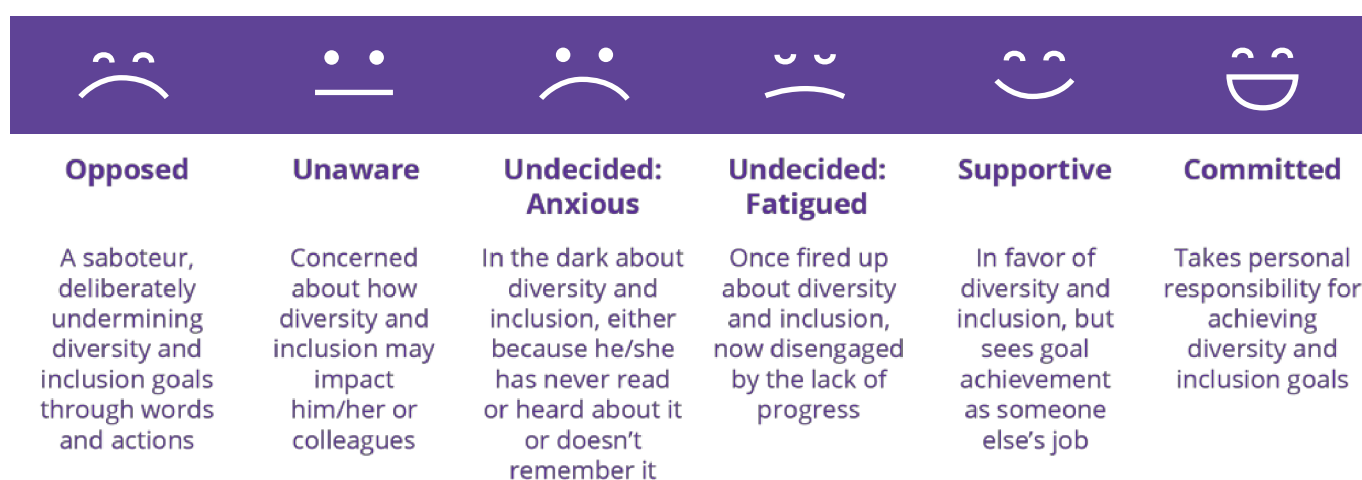 Opposed
A saboteur,
deliberately
undermining
diversity and
inclusion goals
through words
and actions
Unaware
Concerned
about how
diversity and
inclusion may
impact
him/her or
colleagues
Undecided:
Anxious
In the dark about
diversity and
inclusion, either
because he/she
has never read
or heard about it
or doesn’t
remember it
Undecided:
Fatigued
Once fired up
about diversity
and inclusion,
now disengaged
by the lack of
progress
Supportive
In favor of
diversity and
inclusion, but
sees goal
achievement
as someone
else’s job
Committed
Takes personal
responsibility for
achieving
diversity and
inclusion goals